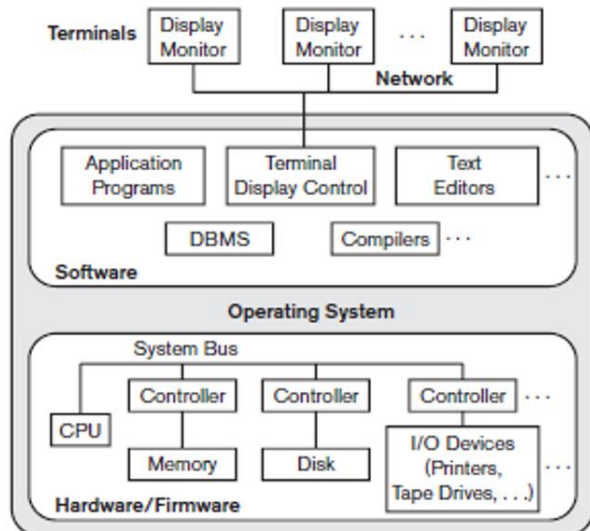 Terminals
Display
Monitor
Display
Monitor
. . .
Display
Monitor
Network
Application
Programs
Terminal
Display Control
Text
Editors
. . .
DBMS
Compilers
. . .
Software
Operating System
System Bus
Controller
Controller
Controller
. . .
CPU
Memory
Disk
I/O Devices
(Printers,
Tape Drives, . . .)
. . .
Hardware/Firmware